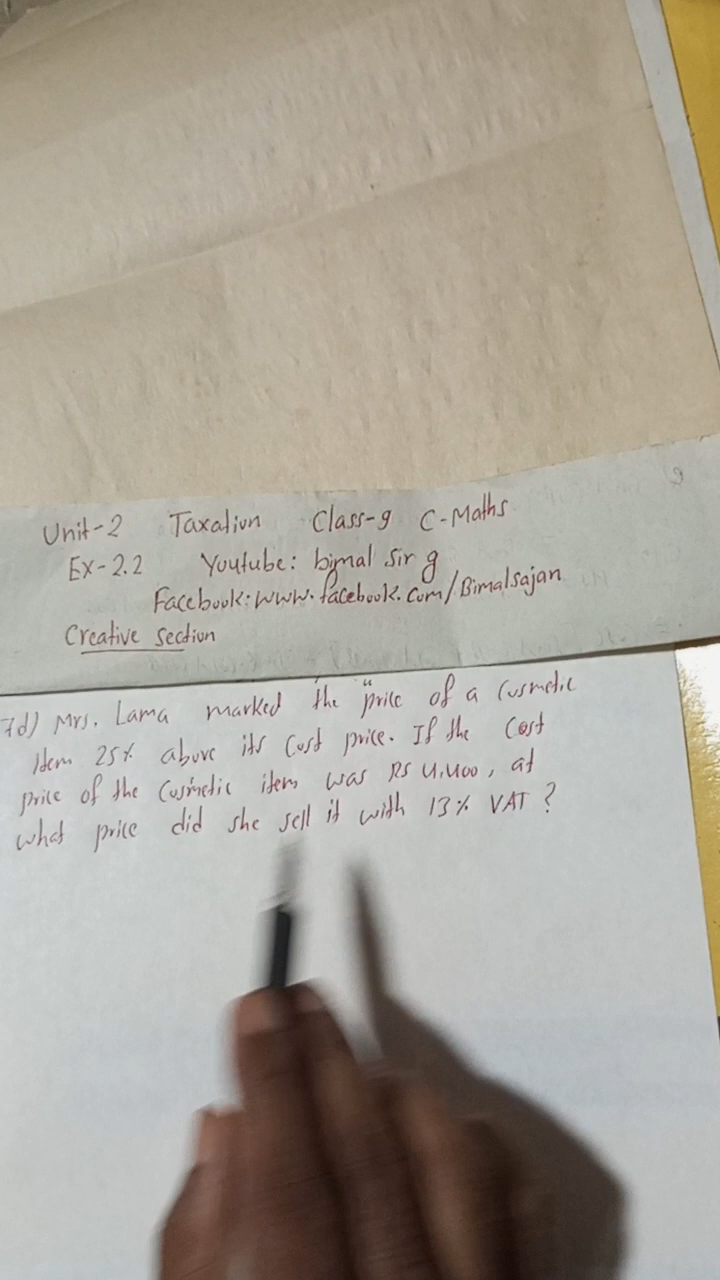 Unit-2 Taxation Class-9 C-Maths
Ex-2.2 Youtube: bimal sir g
Facebook: www.facebook.com/Bimalsajan
Creative section
7d) Mrs. Lama marked the price of a Cosmetic
item 25% above its Cost price. If the Cost
price of the Cosmetic item was RS 4,400, at
what price did she sell it with 13% VAT ?